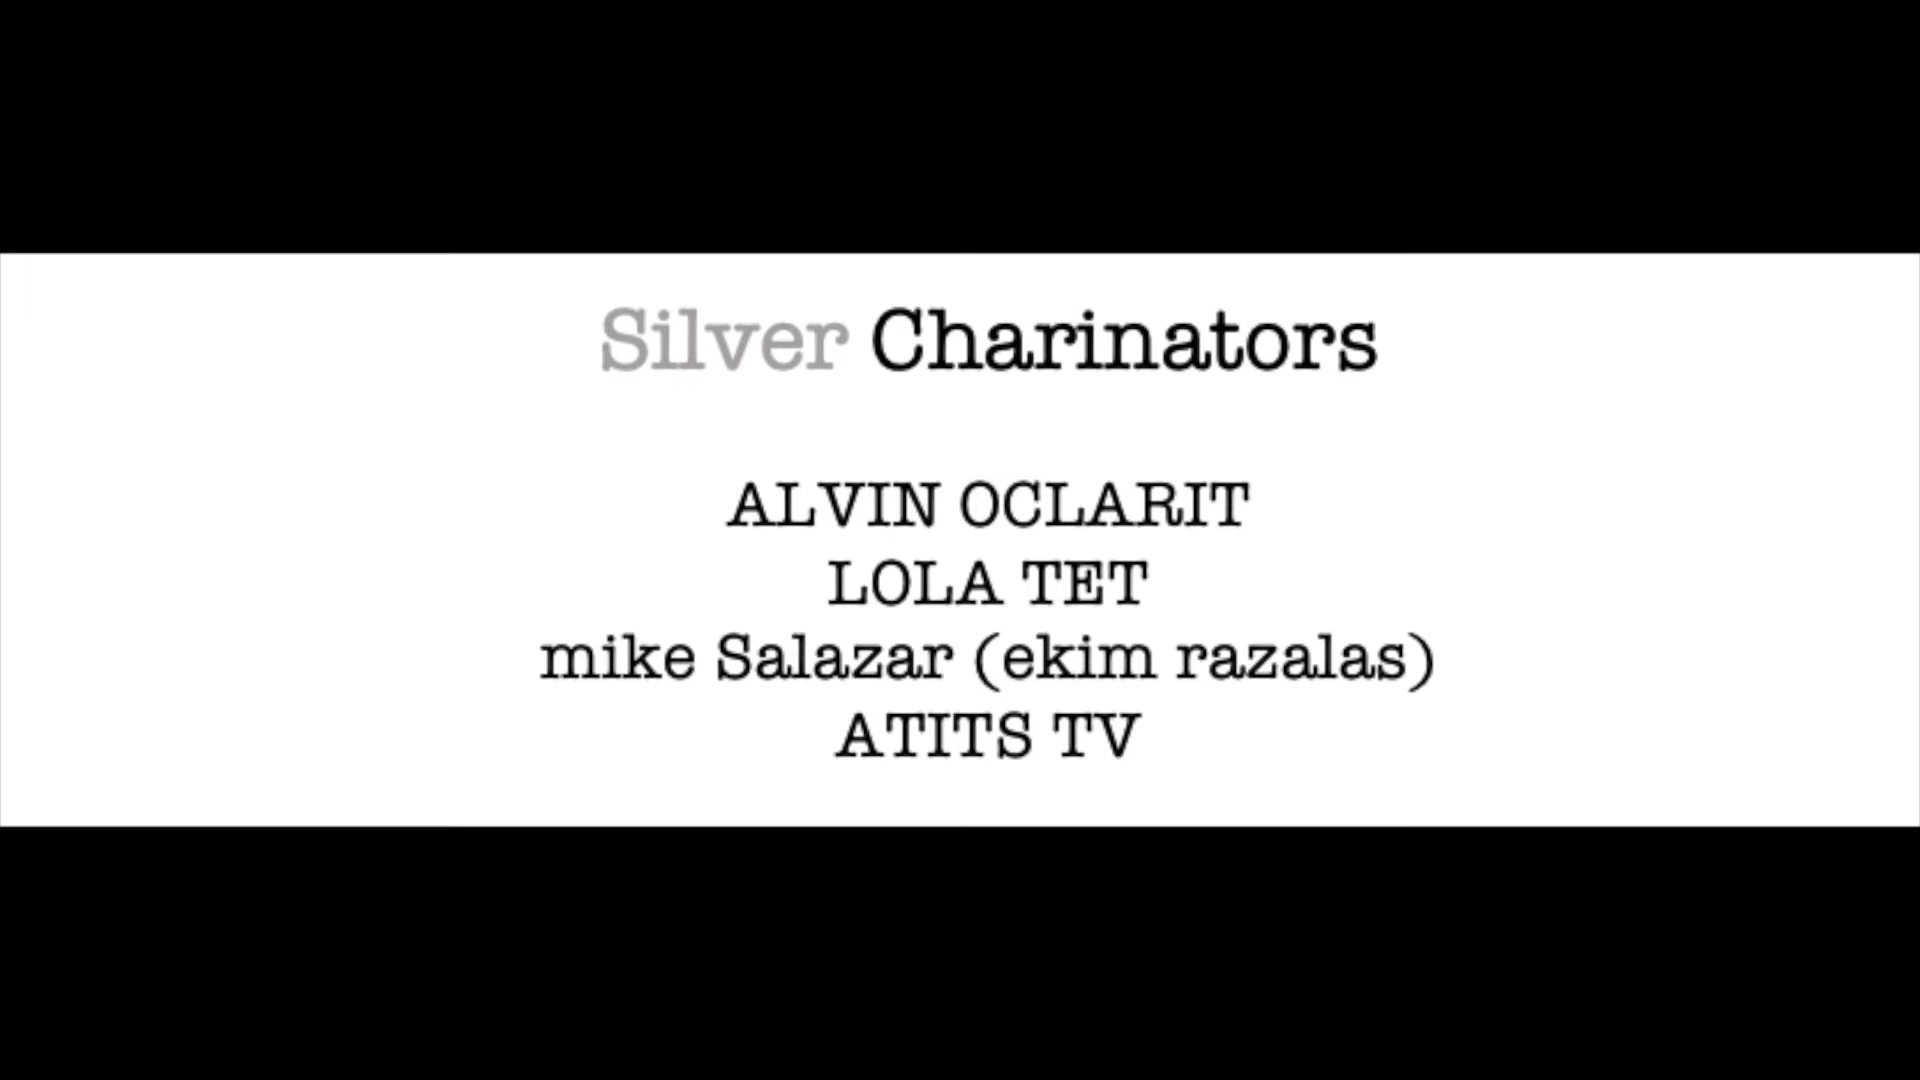 Silver Charinators
ALVIN OCLARIT
LOLA TET
mike Salazar (ekim razalas)
ATITS TV